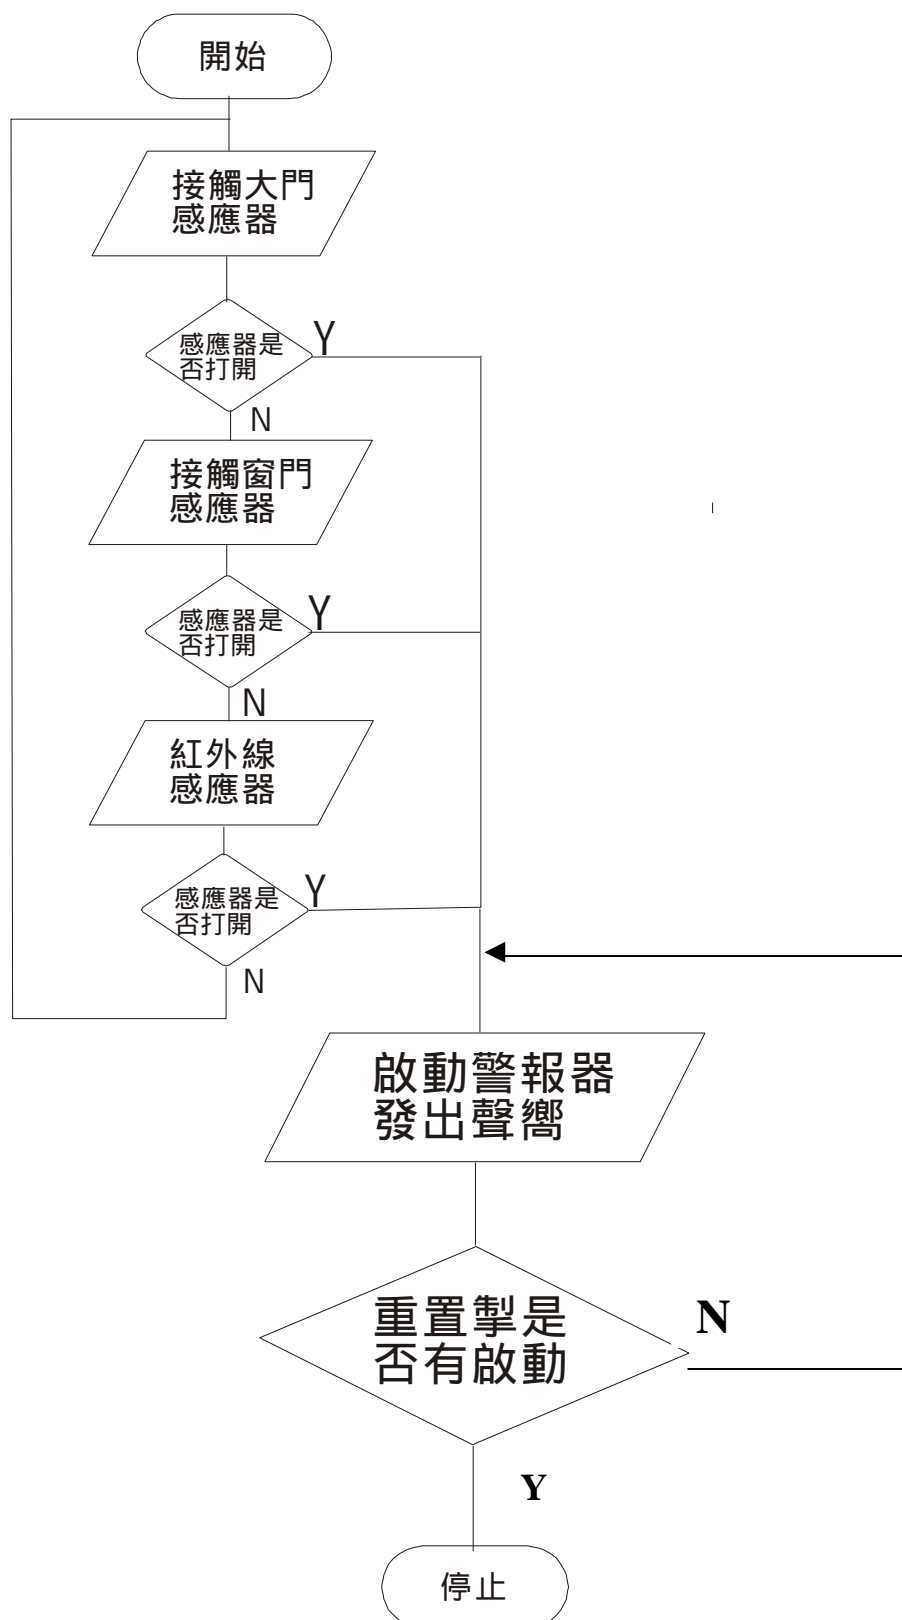 開始
接觸大門
感應器
感應器是
否打開
Y
N
接觸窗門
感應器
感應器是
否打開
Y
N
紅外線
感應器
感應器是
否打開
Y
N
啟動警報器
發出聲嚮
重置掣是
否有啟動
N
Y
停止